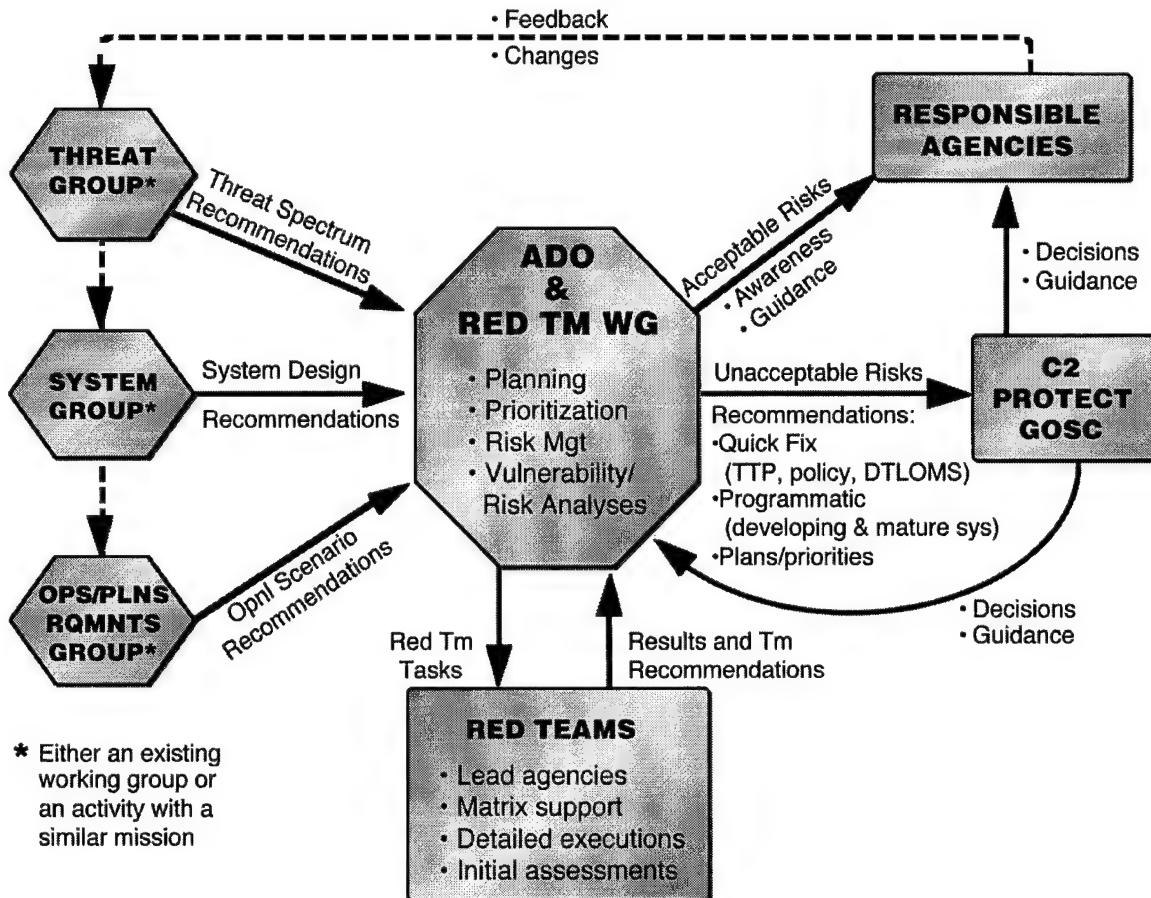 • Feedback
• Changes
THREAT
GROUP*
Threat Spectrum
Recommendations
SYSTEM
GROUP*
System Design
Recommendations
OPS/PLNS
RQMNTS
GROUP*
Opnl Scenario
Recommendations
ADO
&
RED TM WG
• Planning
• Prioritization
• Risk Mgt
• Vulnerability/
Risk Analyses
Acceptable Risks
• Awareness
• Guidance
RESPONSIBLE
AGENCIES
• Decisions
• Guidance
Unacceptable Risks
Recommendations:
•Quick Fix
(TTP, policy, DTLOMS)
•Programmatic
(developing & mature sys)
•Plans/priorities
C2
PROTECT
GOSC
• Decisions
• Guidance
Red Tm
Tasks
Results and Tm
Recommendations
RED TEAMS
• Lead agencies
• Matrix support
• Detailed executions
• Initial assessments
* Either an existing
working group or
an activity with a
similar mission